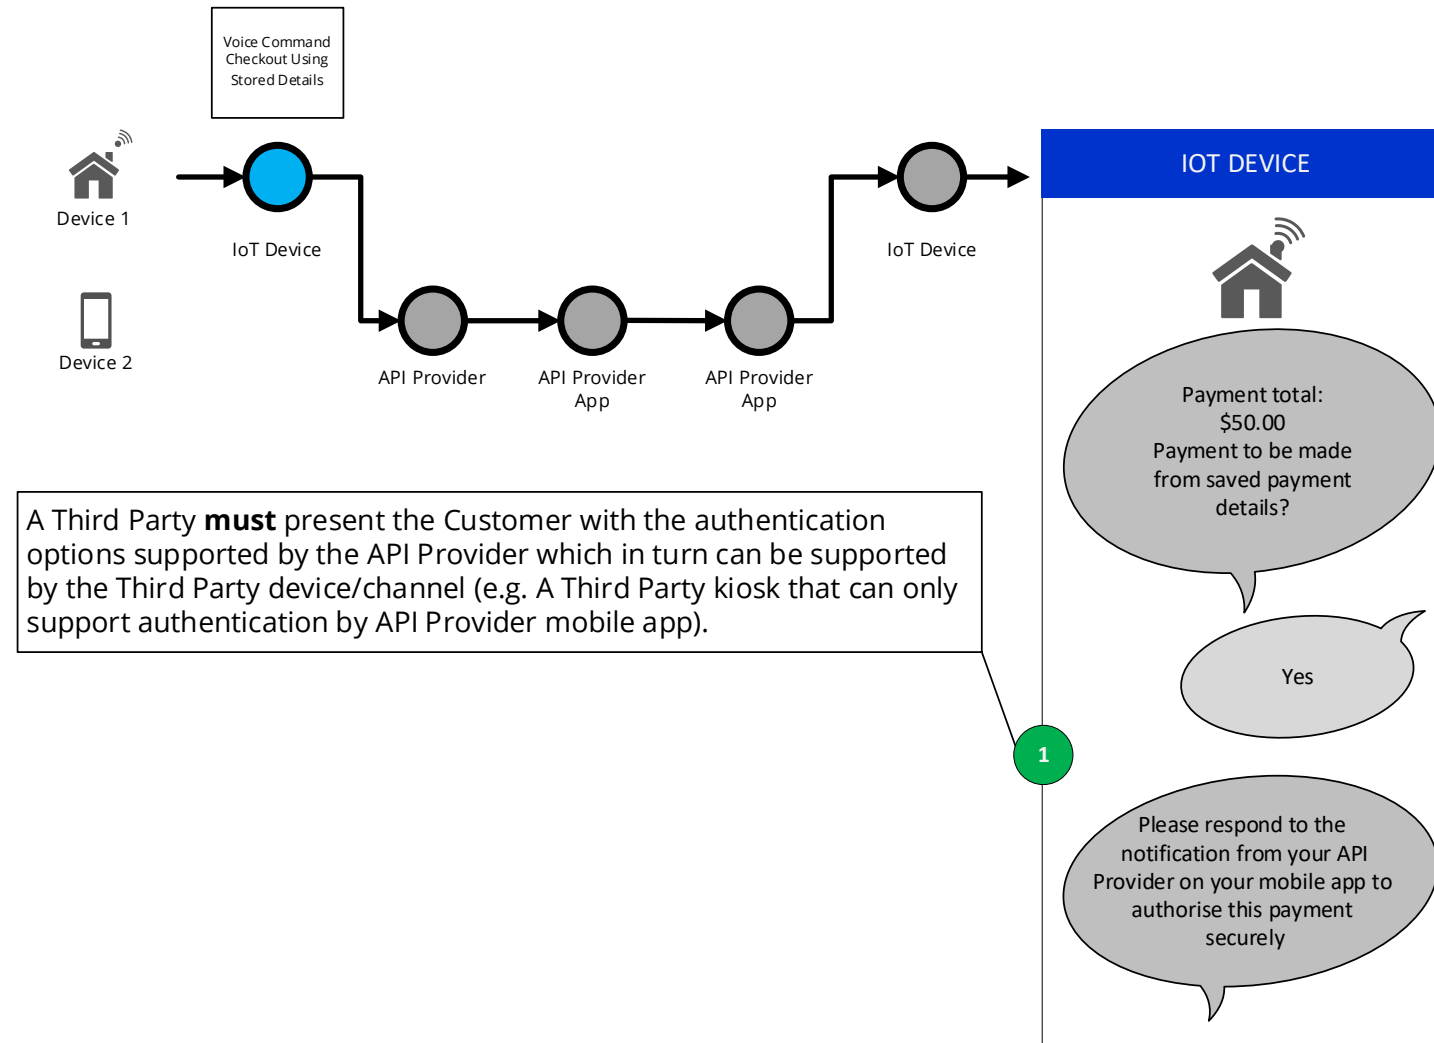 Voice Command
Checkout Using
Stored Details
Device 1
IoT Device
IoT Device
Device 2
API Provider
API Provider
App
API Provider
App
A Third Party must present the Customer with the authentication
options supported by the API Provider which in turn can be supported
by the Third Party device/channel (e.g. A Third Party kiosk that can only
support authentication by API Provider mobile app).
IOT DEVICE
Payment total:
$50.00
Payment to be made
from saved payment
details?
Yes
1
Please respond to the
notification from your API
Provider on your mobile app to
authorise this payment
securely